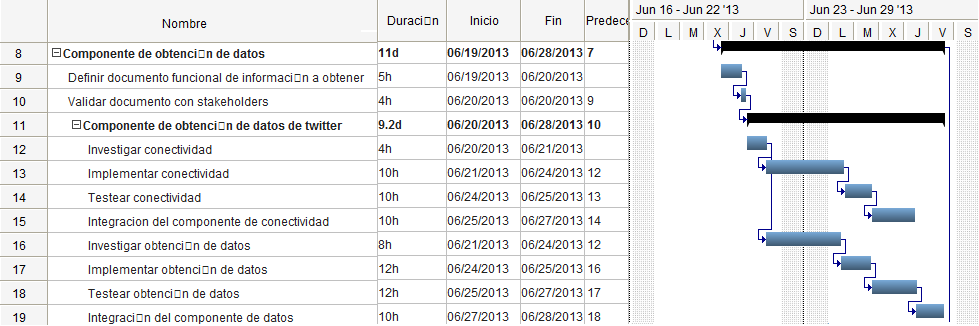 Jun 16 - Jun 22 '13 Jun 23 - Jun 29 '13
Nombre Duraci▯n Inicio Fin Predece
D L M X J V S D L M X J V S
8 Componente de obtenci▯n de datos 11d 06/19/2013 06/28/2013 7
9 Definir documento funcional de informaci▯n a obtener 5h 06/19/2013 06/20/2013
10 Validar documento con stakeholders 4h 06/20/2013 06/20/2013 9
11 Componente de obtenci▯n de datos de twitter 9.2d 06/20/2013 06/28/2013 10
12 Investigar conectividad 4h 06/20/2013 06/21/2013
13 Implementar conectividad 10h 06/21/2013 06/24/2013 12
14 Testear conectividad 10h 06/24/2013 06/25/2013 13
15 Integracion del componente de conectividad 10h 06/25/2013 06/27/2013 14
16 Investigar obtenci▯n de datos 8h 06/21/2013 06/24/2013 12
17 Implementar obtenci▯n de datos 12h 06/24/2013 06/25/2013 16
18 Testear obtenci▯n de datos 12h 06/25/2013 06/27/2013 17
19 Integraci▯n del componente de datos 10h 06/27/2013 06/28/2013 18